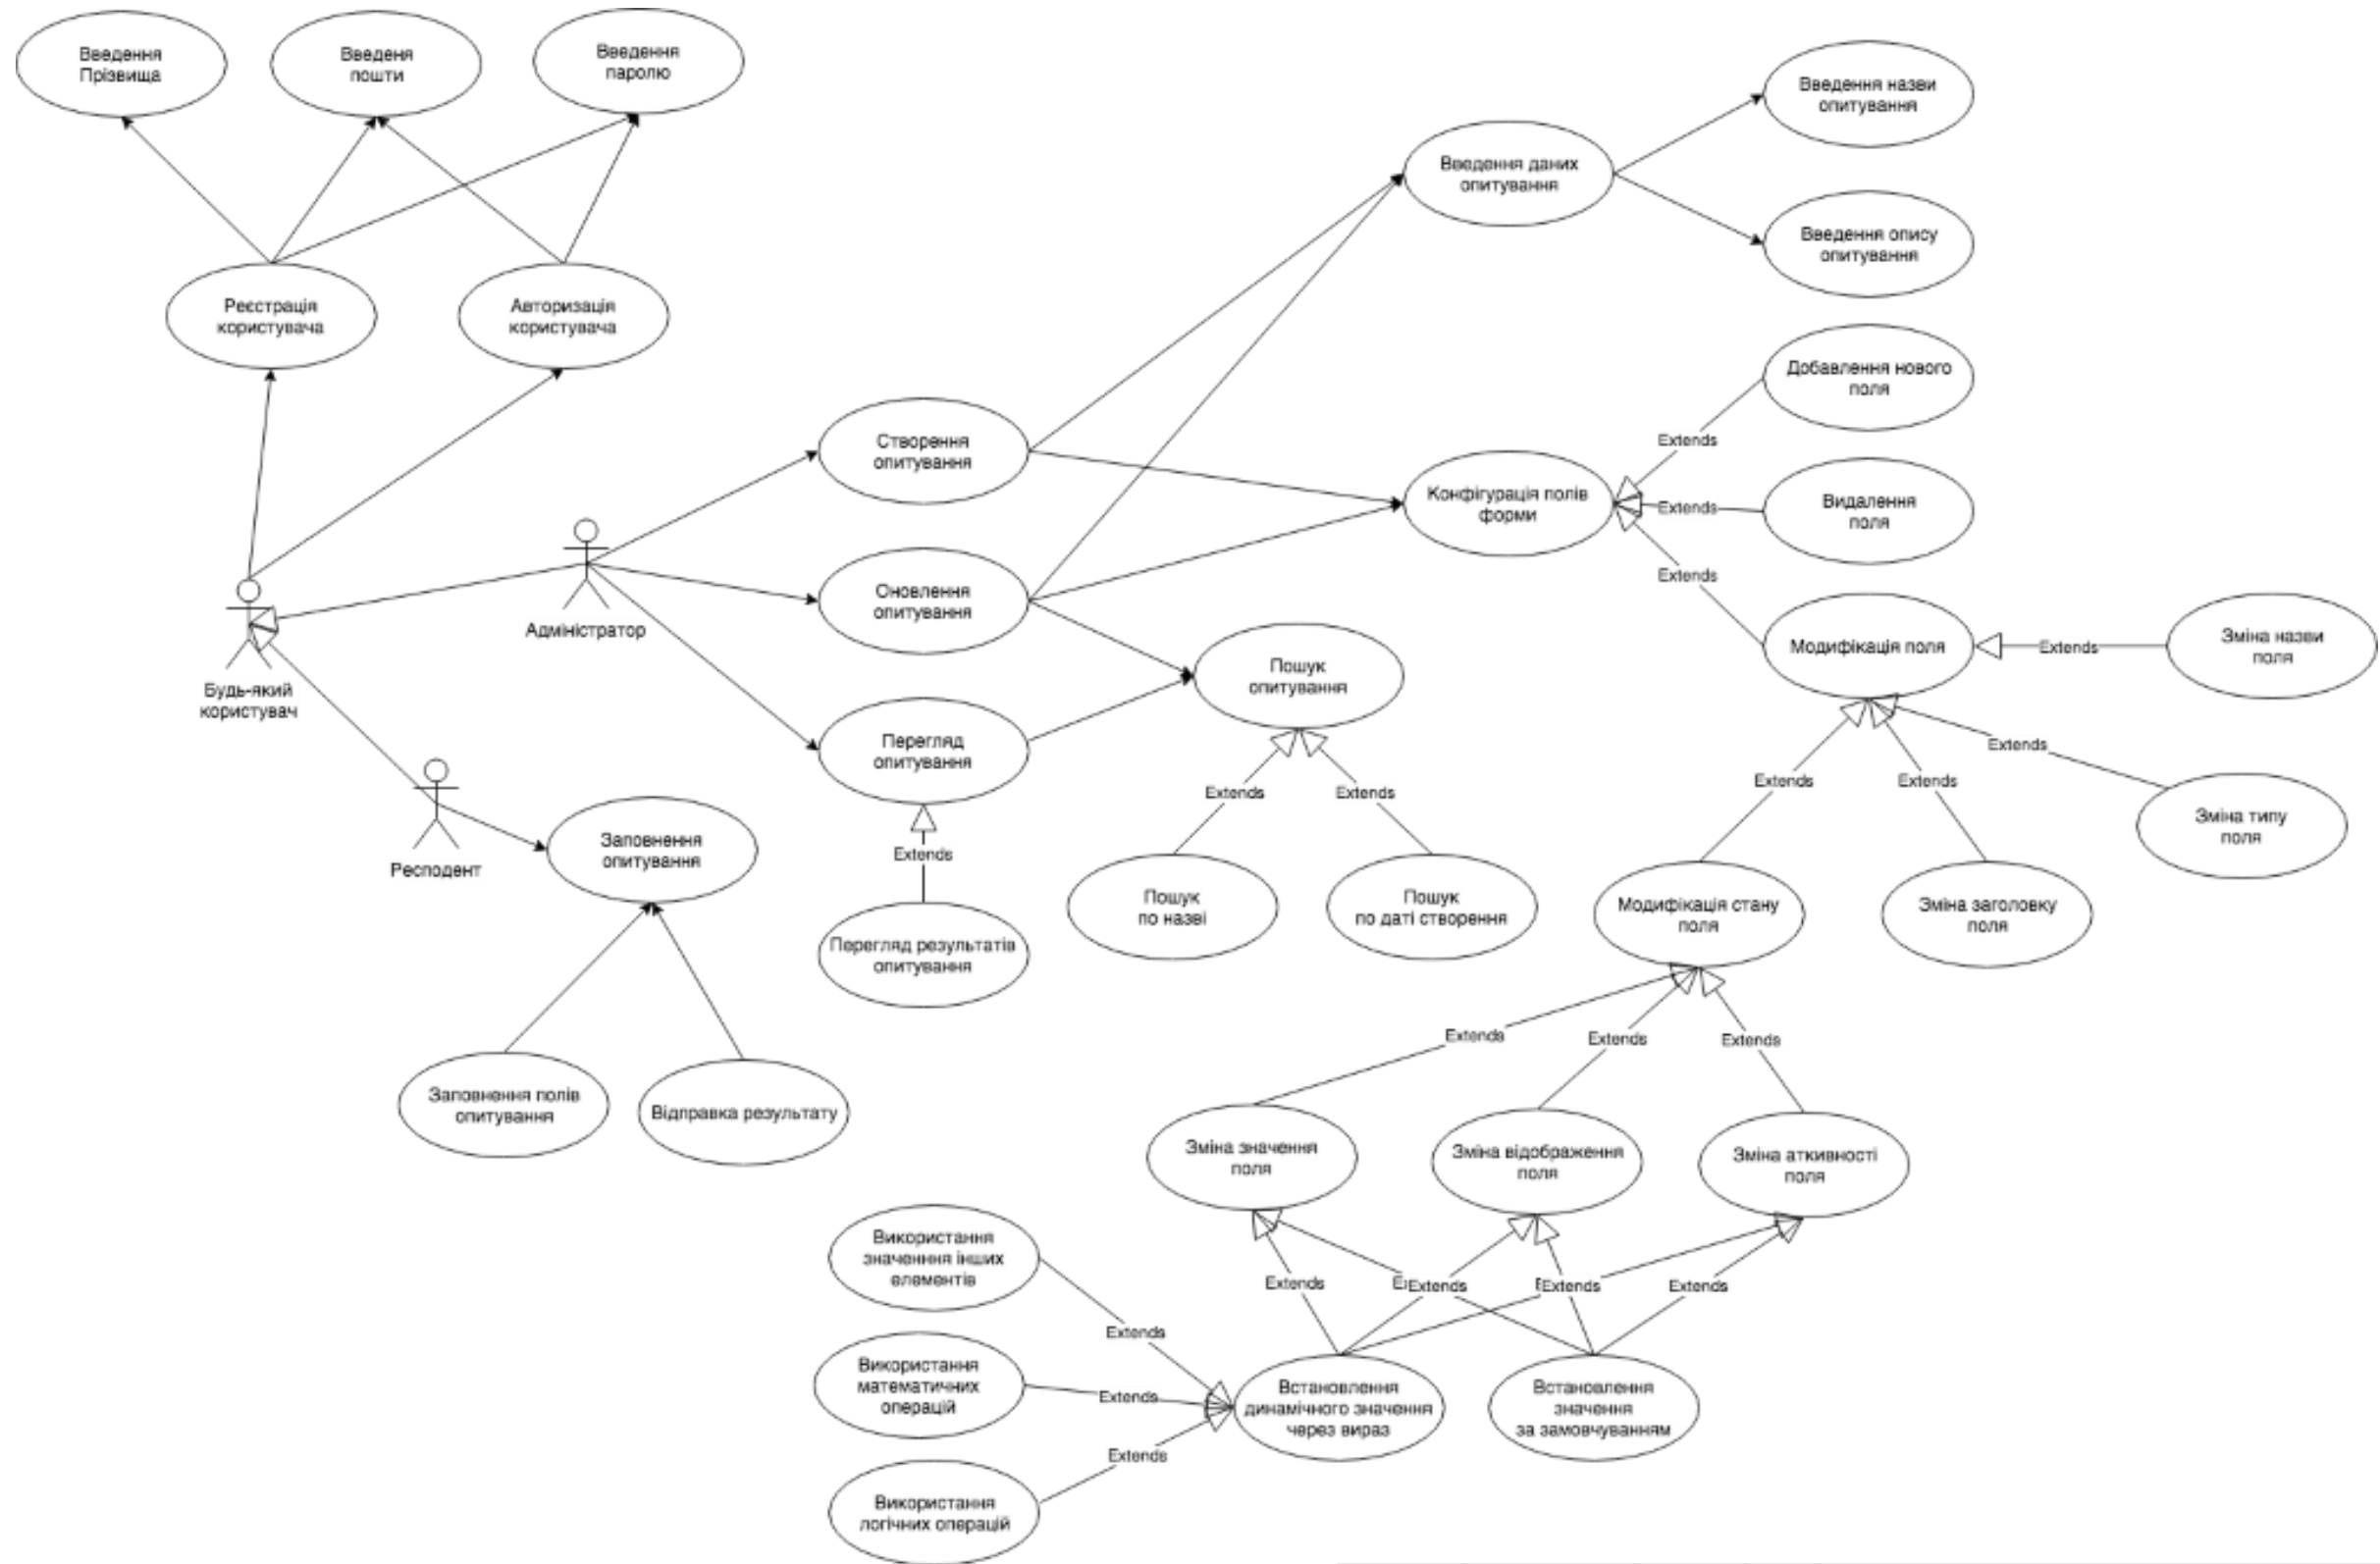 Введення
Прізвища
Введеня
пошти
Введення
паролю
Введення назви
опитування
Введення даних
опитування
Введення опису
опитування
Реєстрація
користувача
Авторизація
користувача
Добавлення нового
поля
Extends
Створення
опитування
Конфігурація полів
форми
Extends
Видалення
поля
Extends
Оновлення
опитування
Адміністратор
Пошук
опитування
Модифікація поля
Extends
Зміна назви
поля
Будь-який
користувач
Перегляд
опитування
Extends
Extends
Extends
Extends
Extends
Зміна типу
поля
Респодент
Заповнення
опитування
Extends
Пошук
по назві
Пошук
по даті створення
Модифікація стану
поля
Зміна заголовку
поля
Перегляд результатів
опитування
Extends
Extends
Extends
Заповнення полів
опитування
Відправка результату
Зміна значення
поля
Зміна відображення
поля
Зміна аткивності
поля
Використання
значенння інших
елементів
Extends
Extends
Extends
Extends
Extends
Використання
математичних
операцій
Extends
Встановлення
динамічного значення
через вираз
Встановлення
значення
за замовчуванням
Extends
Використання
логічних операцій